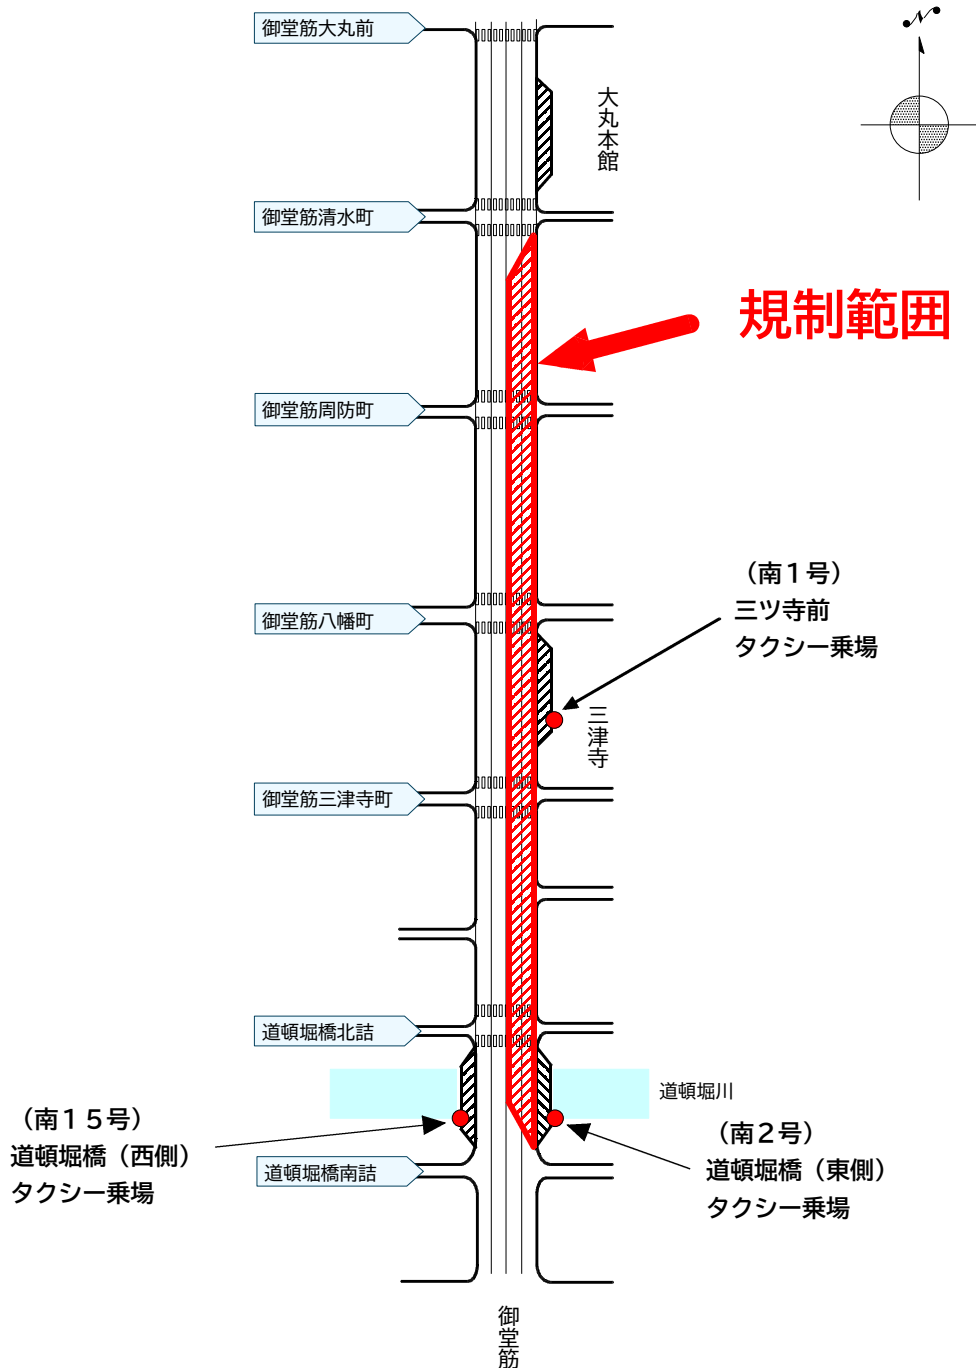 御堂筋大丸前
大丸本館
御堂筋清水町
規制範囲
御堂筋周防町
（南１号）
三ツ寺前
タクシー乗場
御堂筋八幡町
三津寺
御堂筋三津寺町
道頓堀橋北詰
道頓堀川
（南１５号）
道頓堀橋（西側）
タクシー乗場
（南２号）
道頓堀橋（東側）
タクシー乗場
道頓堀橋南詰
御堂筋
N